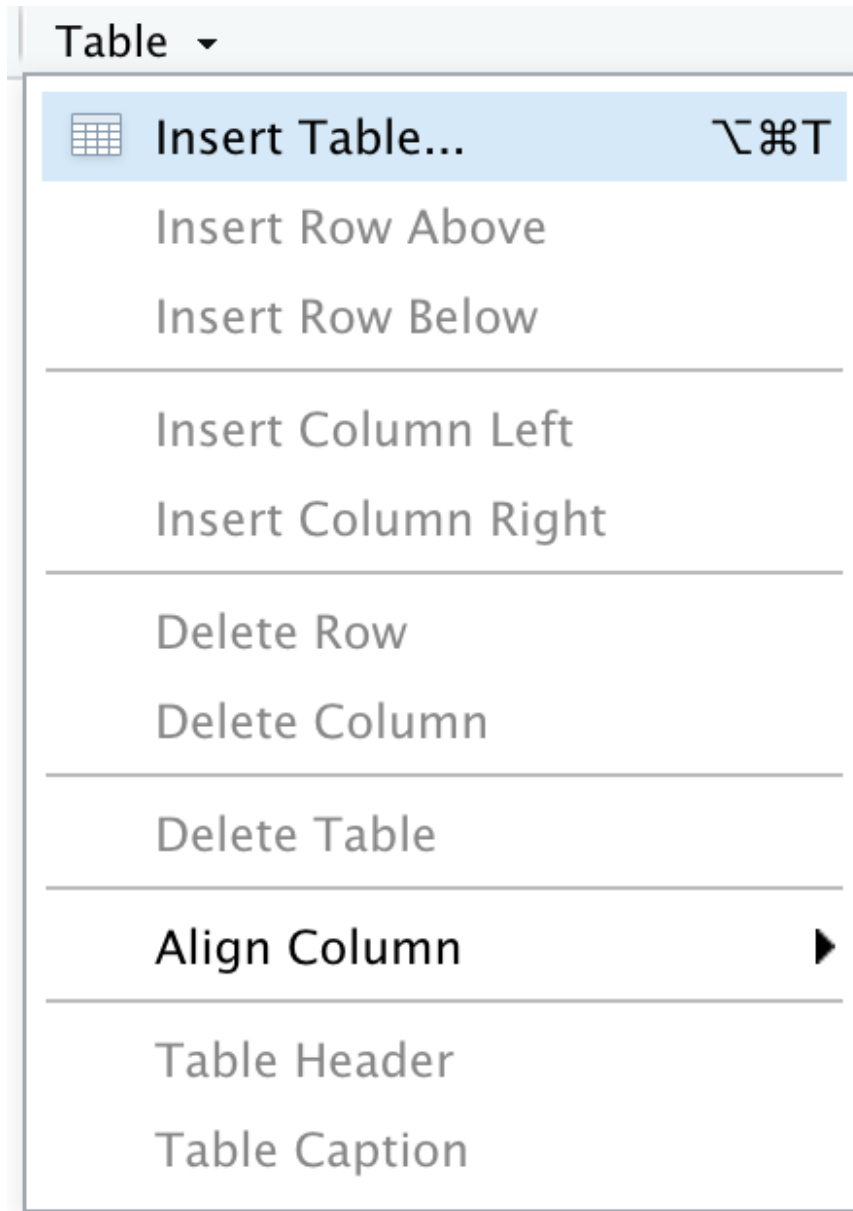 Table
Insert Table... ⌥⌘T
Insert Row Above
Insert Row Below
Insert Column Left
Insert Column Right
Delete Row
Delete Column
Delete Table
Align Column
Table Header
Table Caption